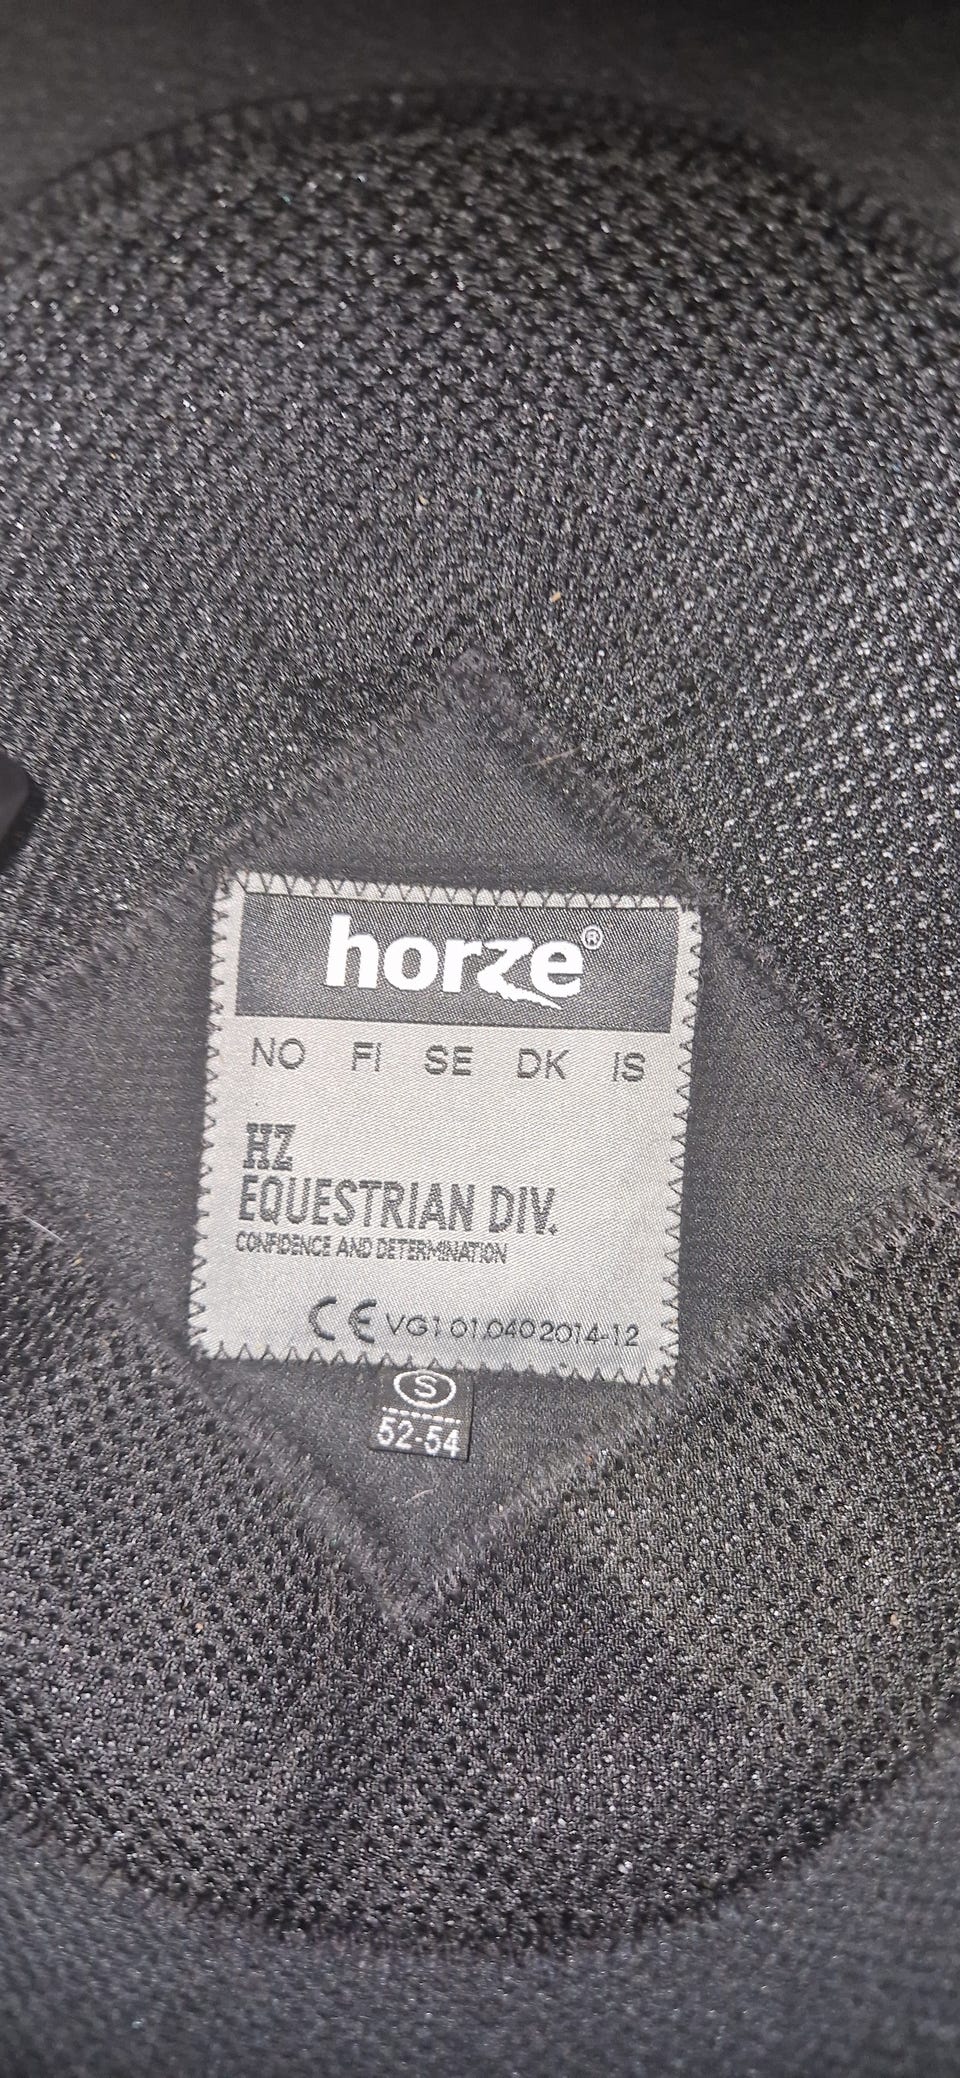 horze®
NO FI SE DK IS
HZ
EQUESTRIAN DIV.
CONFIDENCE AND DETERMINATION
CE VG1 01.040 2014-12
S
52-54